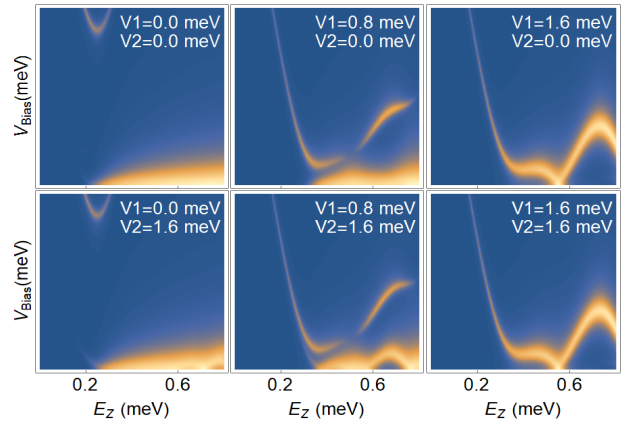 V1=0.0 meV
V2=0.0 meV
V1=0.8 meV
V2=0.0 meV
V1=1.6 meV
V2=0.0 meV
VBias(meV)
V1=0.0 meV
V2=1.6 meV
V1=0.8 meV
V2=1.6 meV
V1=1.6 meV
V2=1.6 meV
VBias(meV)
0.2 0.6 0.2 0.6 0.2 0.6
EZ (meV) EZ (meV) EZ (meV)